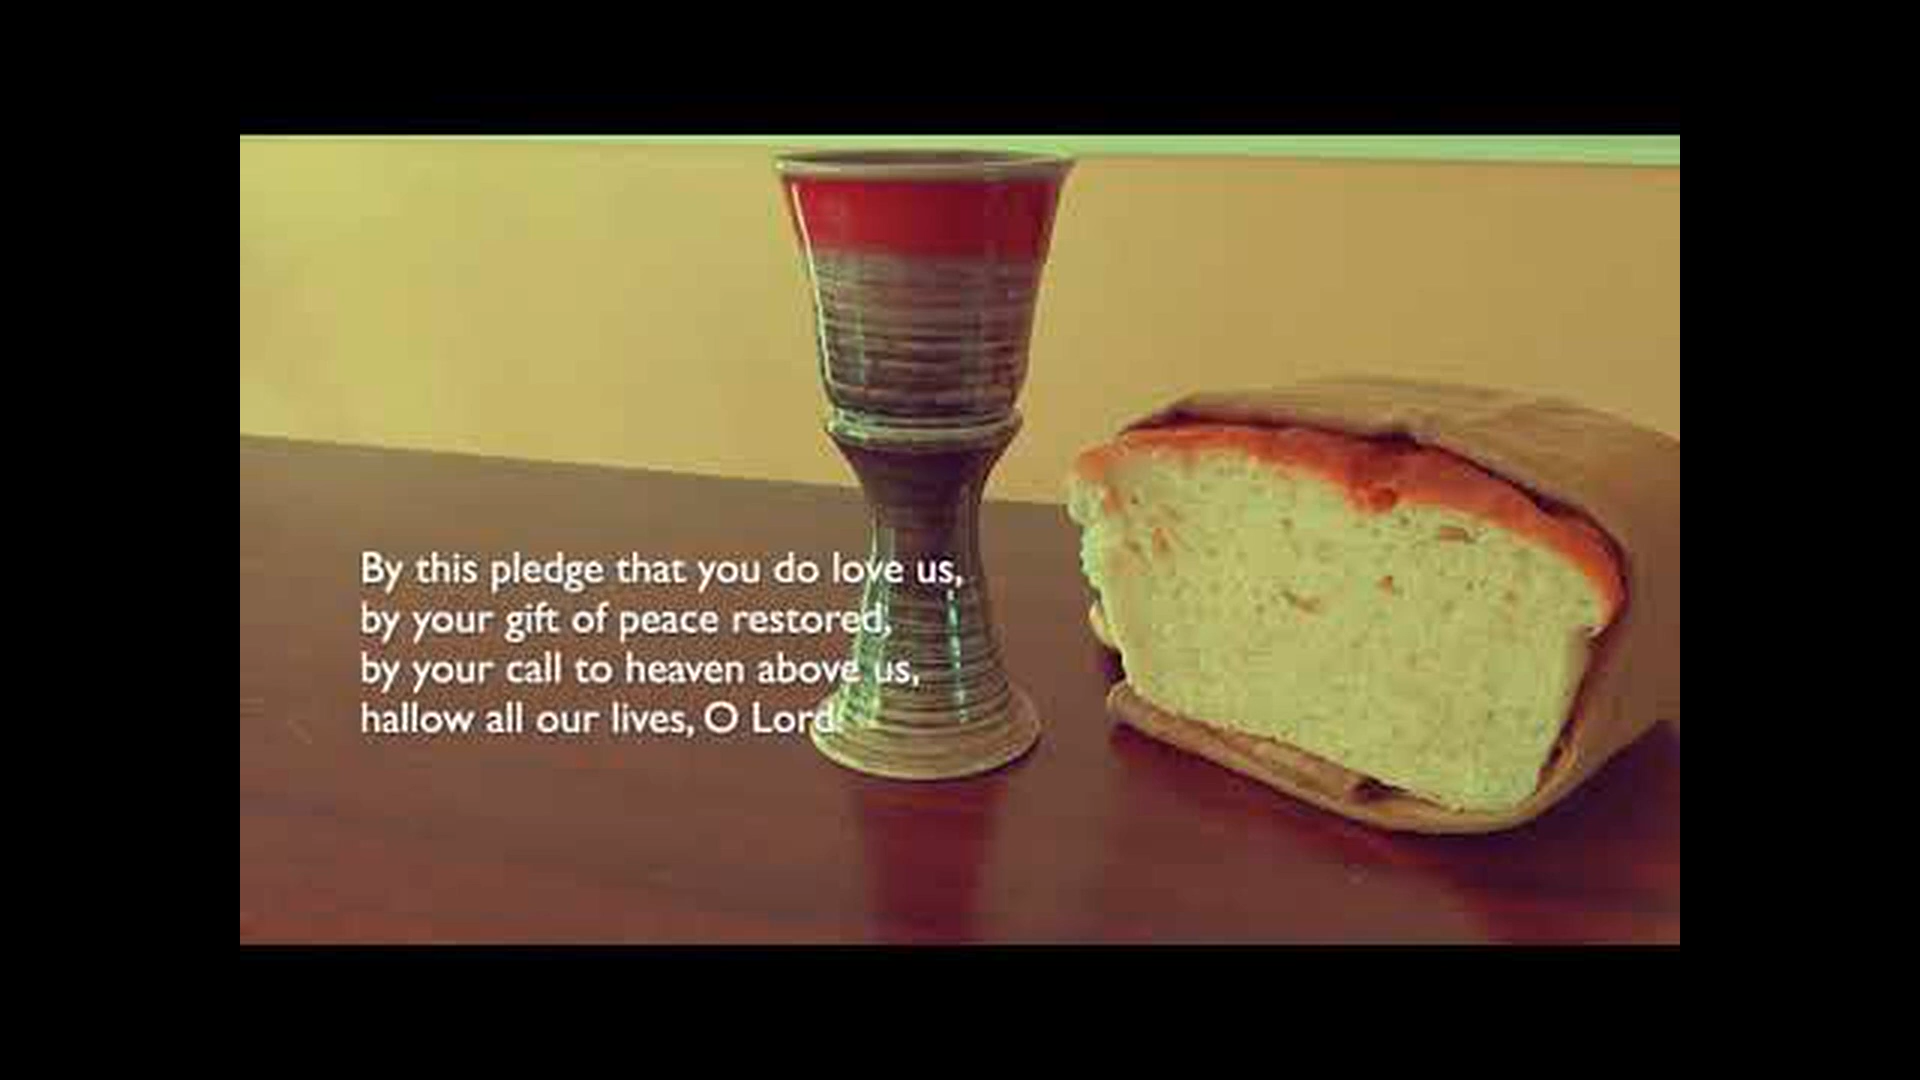 By this pledge that you do love us,
by your gift of peace restored,
by your call to heaven above us,
hallow all our lives, O Lord.